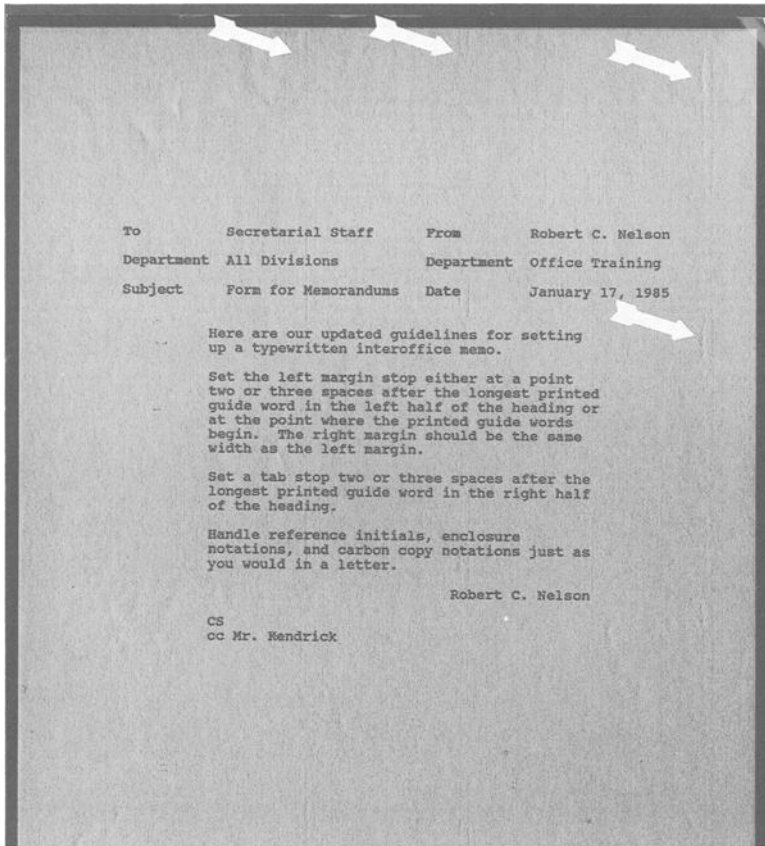 To Secretarial Staff From Robert C. Nelson
Department All Divisions Department Office Training
Subject Form for Memorandums Date January 17, 1985
Here are our updated guidelines for setting
up a typewritten interoffice memo.
Set the left margin stop either at a point
two or three spaces after the longest printed
guide word in the left half of the heading or
at the point where the printed guide words
begin. The right margin should be the same
width as the left margin.
Set a tab stop two or three spaces after the
longest printed guide word in the right half
of the heading.
Handle reference initials, enclosure
notations, and carbon copy notations just as
you would in a letter.
Robert C. Nelson
CS
cc Mr. Kendrick